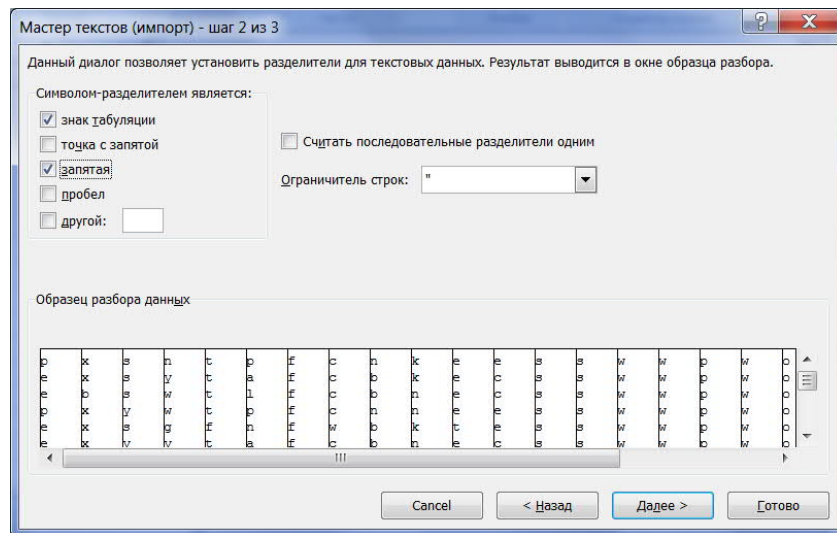 Мастер текстов (импорт) - шаг 2 из 3
Данный диалог позволяет установить разделители для текстовых данных. Результат выводится в окне образца разбора.
Символом-разделителем является:
знак табуляции
точка с запятой
запятая
пробел
другой:
Считать последовательные разделители одним
Ограничитель строк: "
Образец разбора данных
p x s n t p f c n k e e s s w w p w o
e x s y t a f c b k e c s s w w p w o
e b s w t l f c b n e c s s w w p w o
p x y w t p f c n n e e s s w w p w o
e x s g f n f w b k t e s s w w p w o
e x y y t a f c b n e c s s w w p w o
Cancel
< Назад
Далее >
Готово